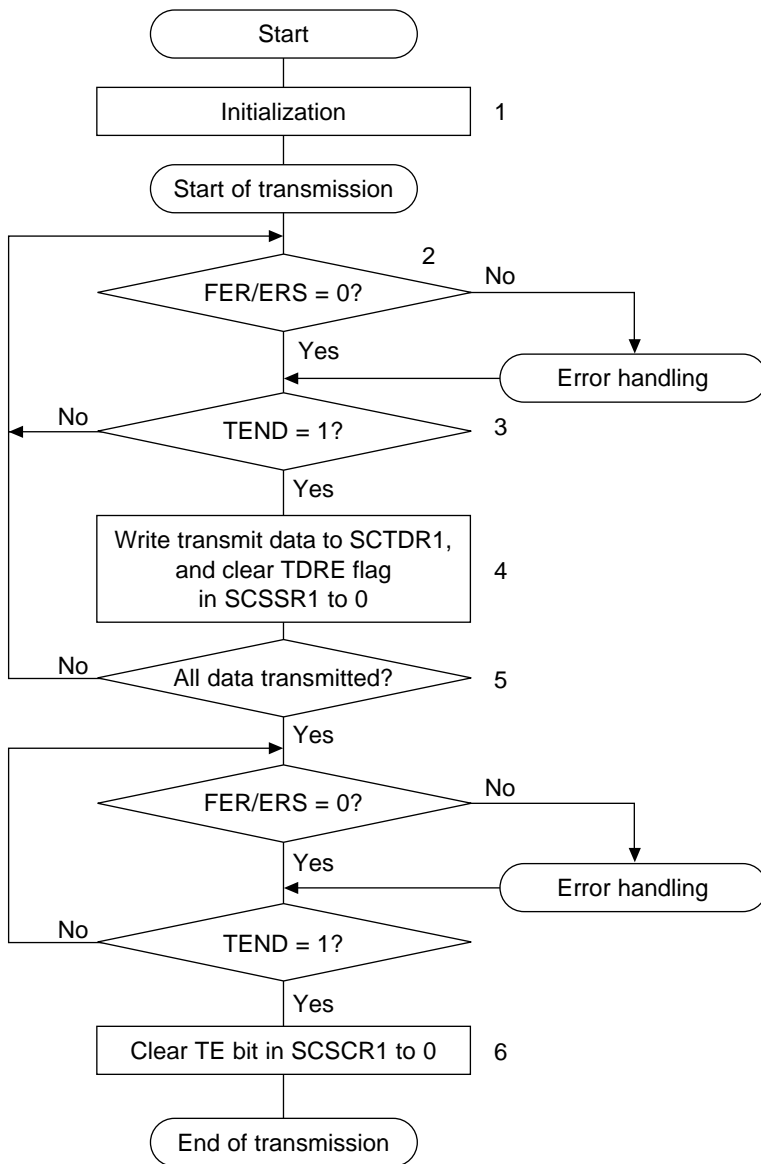 Start
Initialization
1
Start of transmission
2
FER/ERS = 0?
No
Yes
Error handling
No
TEND = 1?
3
Yes
Write transmit data to SCTDR1,
and clear TDRE flag
in SCSSR1 to 0
4
No
All data transmitted?
5
Yes
FER/ERS = 0?
No
Yes
Error handling
No
TEND = 1?
Yes
Clear TE bit in SCSCR1 to 0
6
End of transmission